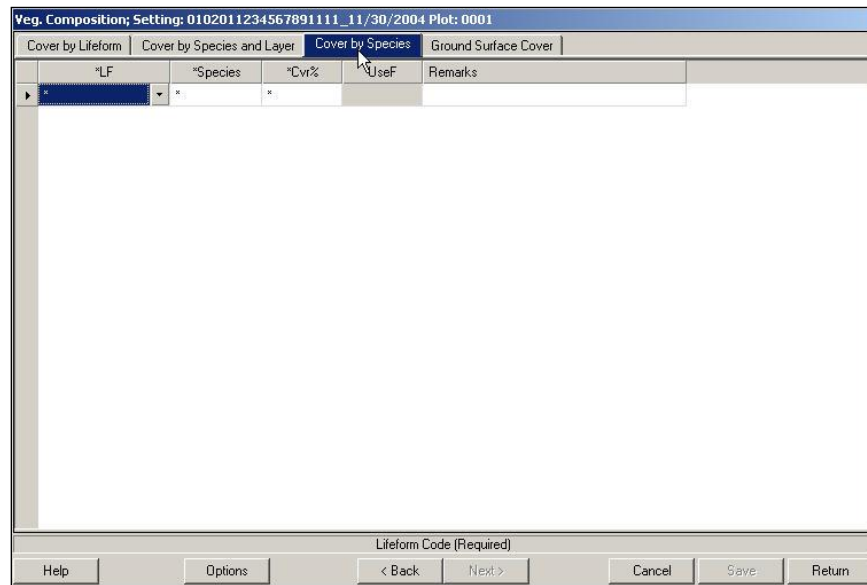 Veg. Composition; Setting: 0102011234567891111_11/30/2004 Plot: 0001
Cover by Lifeform Cover by Species and Layer Cover by Species Ground Surface Cover
*LF *Species *Cvr% UseF Remarks
* * *
Lifeform Code (Required)
Help Options < Back Next > Cancel Save Return